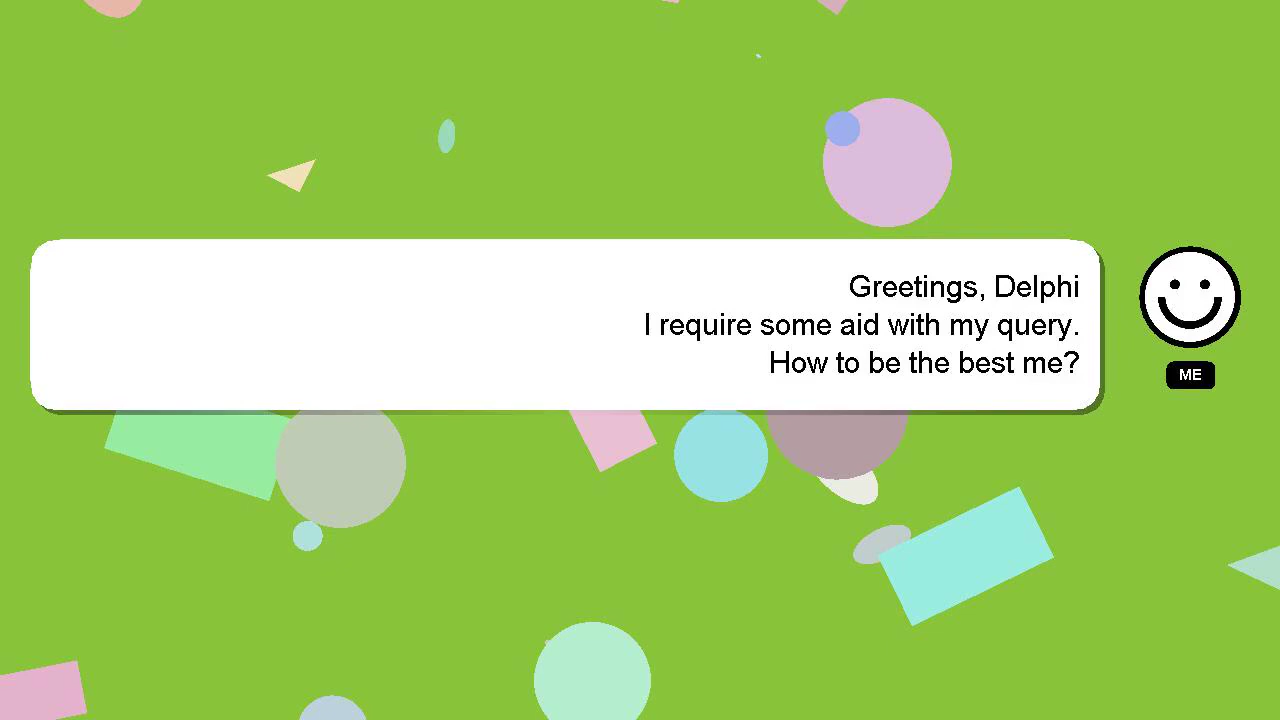 Greetings, Delphi
I require some aid with my query.
How to be the best me?
ME